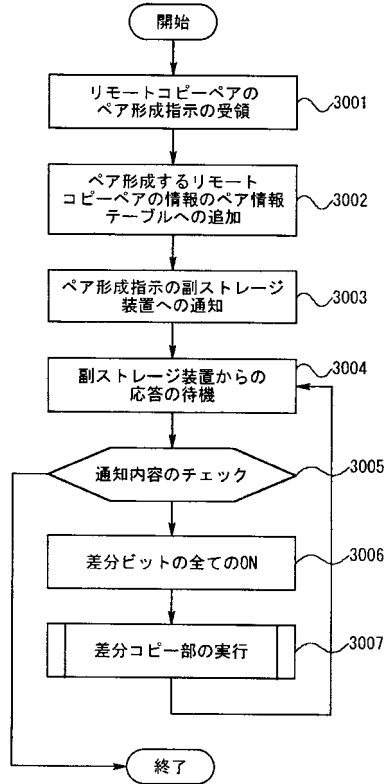 開始
リモートコピーペアの
ペア形成指示の受領
3001
ペア形成するリモート
コピーペアの情報のペア情報
テーブルへの追加
3002
ペア形成指示の副ストレージ
装置への通知
3003
3004
副ストレージ装置からの
応答の待機
通知内容のチェック
3005
差分ビットの全てのON
3006
差分コピー部の実行
3007
終了